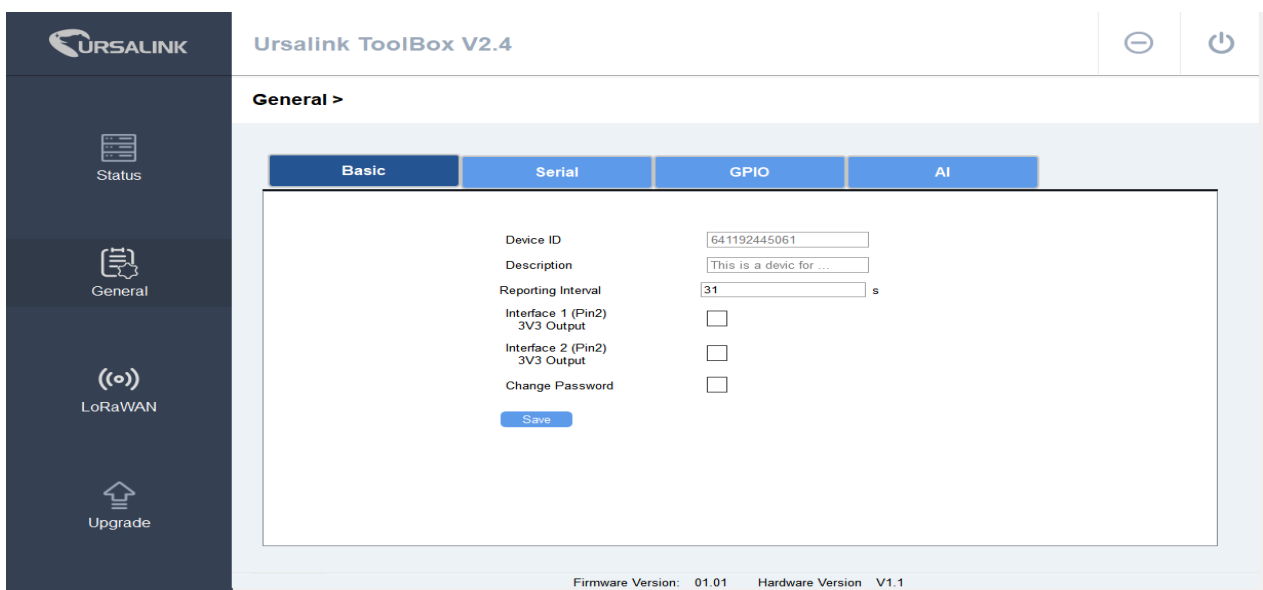 URSALINK
Ursalink ToolBox V2.4
General >
Status
General
LoRaWAN
Upgrade
Basic Serial GPIO AI
Device ID 641192445061
Description This is a devic for ...
Reporting Interval 31 s
Interface 1 (Pin2)
3V3 Output
Interface 2 (Pin2)
3V3 Output
Change Password
Save
Firmware Version: 01.01 Hardware Version V1.1